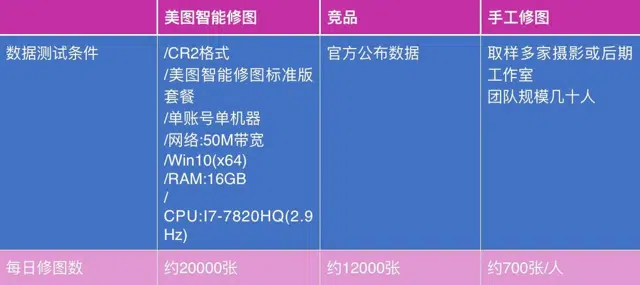 美图智能修图 竞品 手工修图
数据测试条件
/CR2格式
/美图智能修图标准版
套餐
/单账号单机器
/网络:50M带宽
/Win10(x64)
/RAM:16GB
/
CPU:I7-7820HQ(2.9
Hz)
官方公布数据
取样多家摄影或后期
工作室
团队规模几十人
每日修图数 约20000张 约12000张 约700张/人